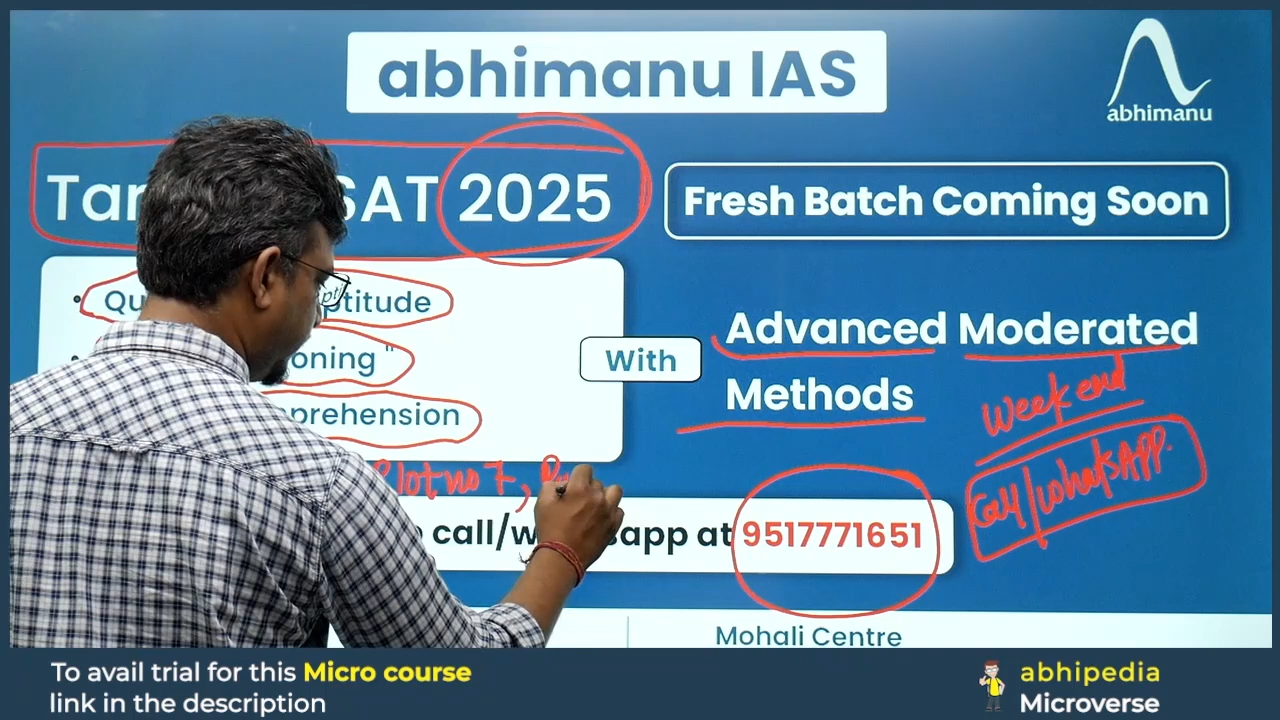 abhimanu IAS
abhimanu
Tar SAT 2025
Fresh Batch Coming Soon
• Qu ptitude
• oning "
prehension
With
Advanced Moderated
Methods
Week end
Call/WhatsAPP.
Plot no 7,
call/w sapp at 9517771651
Mohali Centre
To avail trial for this Micro course
link in the description
abhipedia
Microverse